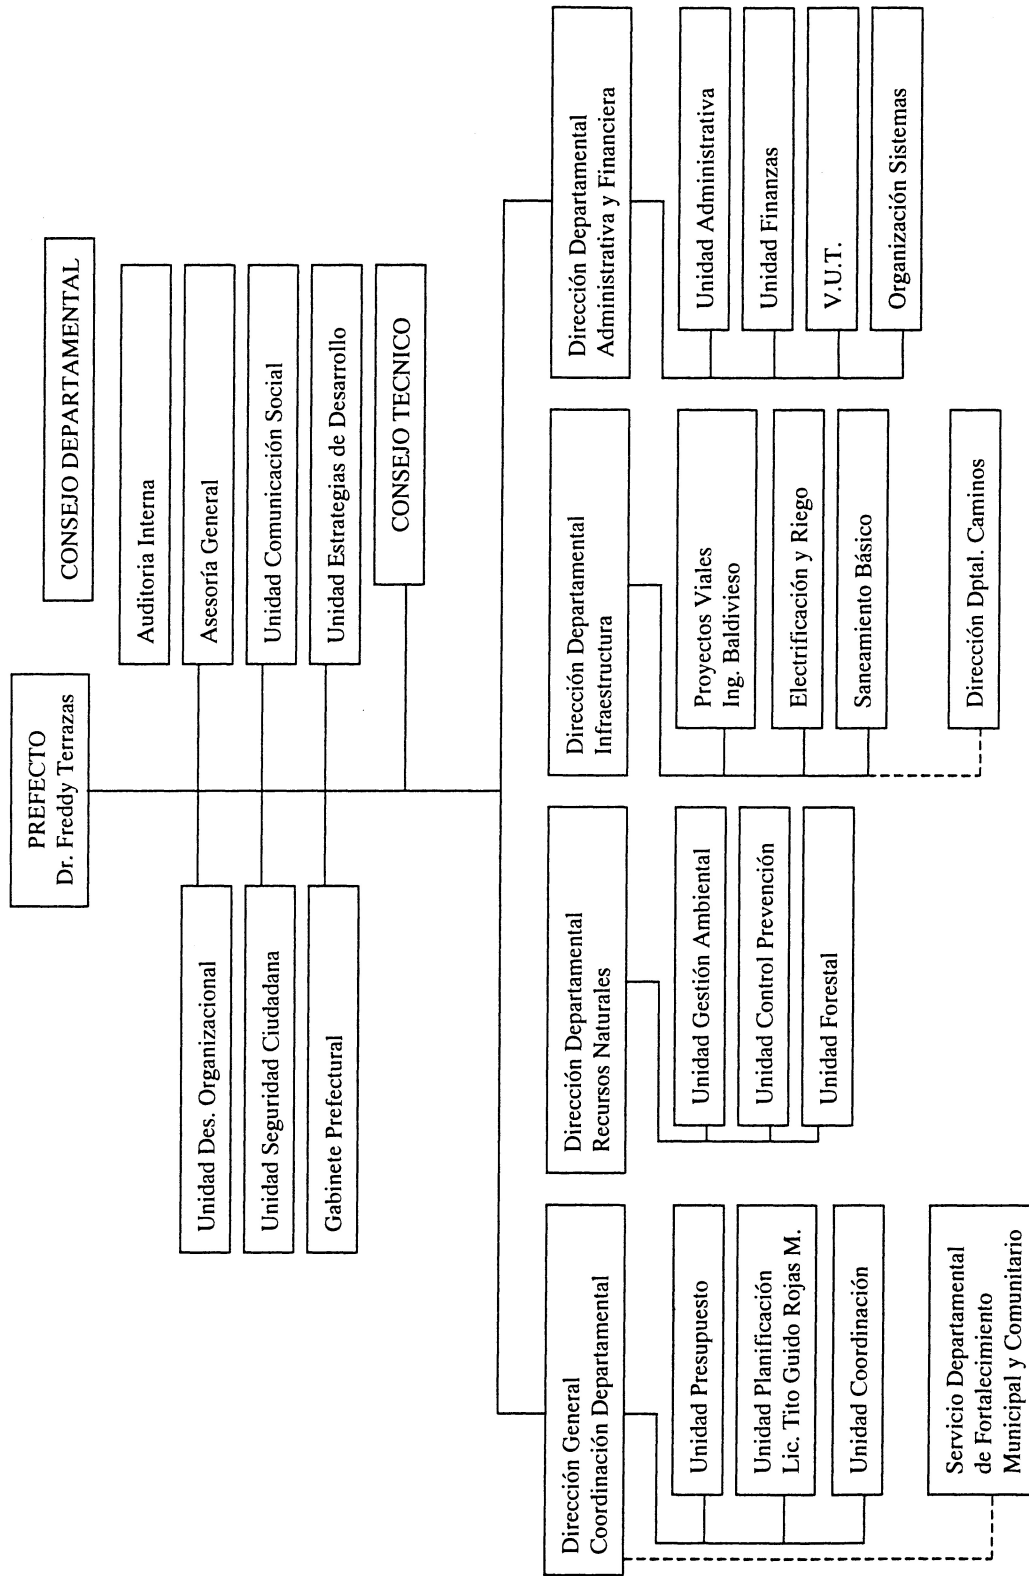 PREFECTO
Dr. Freddy Terrazas
CONSEJO DEPARTAMENTAL
Auditoria Interna
Unidad Des. Organizacional
Asesoría General
Unidad Seguridad Ciudadana
Unidad Comunicación Social
Gabinete Prefectural
Unidad Estrategias de Desarrollo
CONSEJO TECNICO
Dirección General
Coordinación Departamental
Unidad Presupuesto
Unidad Planificación
Lic. Tito Guido Rojas M.
Unidad Coordinación
Servicio Departamental
de Fortalecimiento
Municipal y Comunitario
Dirección Departamental
Recursos Naturales
Unidad Gestión Ambiental
Unidad Control Prevención
Unidad Forestal
Dirección Departamental
Infraestructura
Proyectos Viales
Ing. Baldivieso
Electrificación y Riego
Saneamiento Básico
Dirección Dptal. Caminos
Dirección Departamental
Administrativa y Financiera
Unidad Administrativa
Unidad Finanzas
V.U.T.
Organización Sistemas